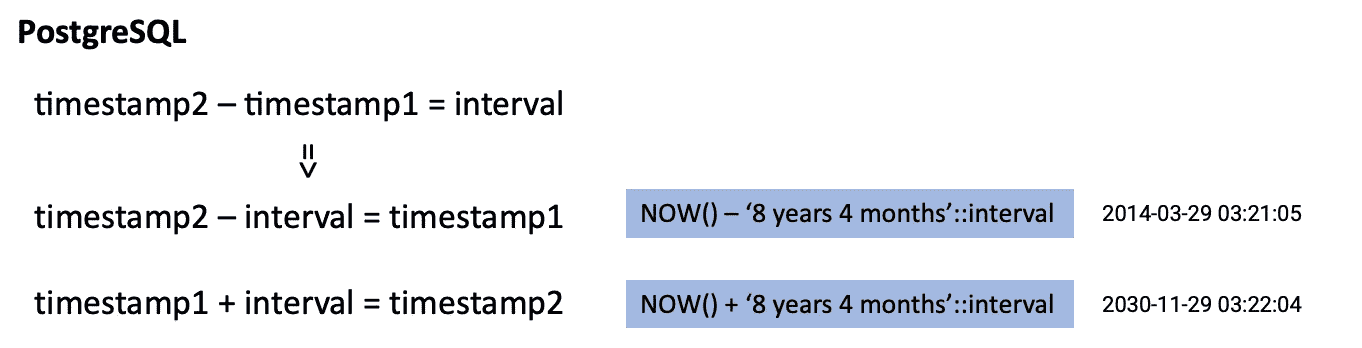 PostgreSQL
timestamp2 – timestamp1 = interval
=>
timestamp2 – interval = timestamp1 NOW() – ‘8 years 4 months’::interval 2014-03-29 03:21:05
timestamp1 + interval = timestamp2 NOW() + ‘8 years 4 months’::interval 2030-11-29 03:22:04